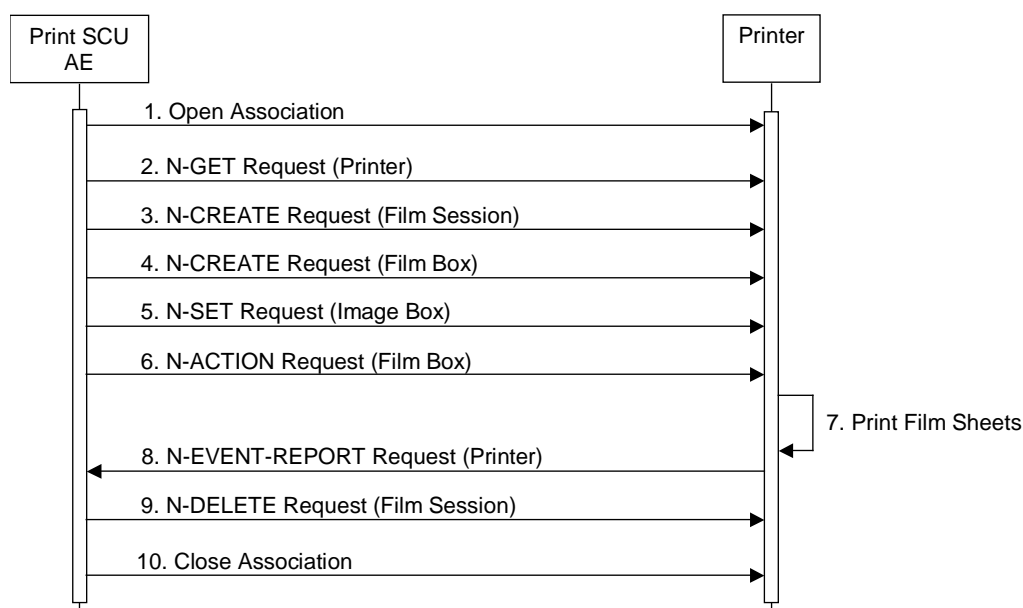 Print SCU
AE
Printer
1. Open Association
2. N-GET Request (Printer)
3. N-CREATE Request (Film Session)
4. N-CREATE Request (Film Box)
5. N-SET Request (Image Box)
6. N-ACTION Request (Film Box)
7. Print Film Sheets
8. N-EVENT-REPORT Request (Printer)
9. N-DELETE Request (Film Session)
10. Close Association